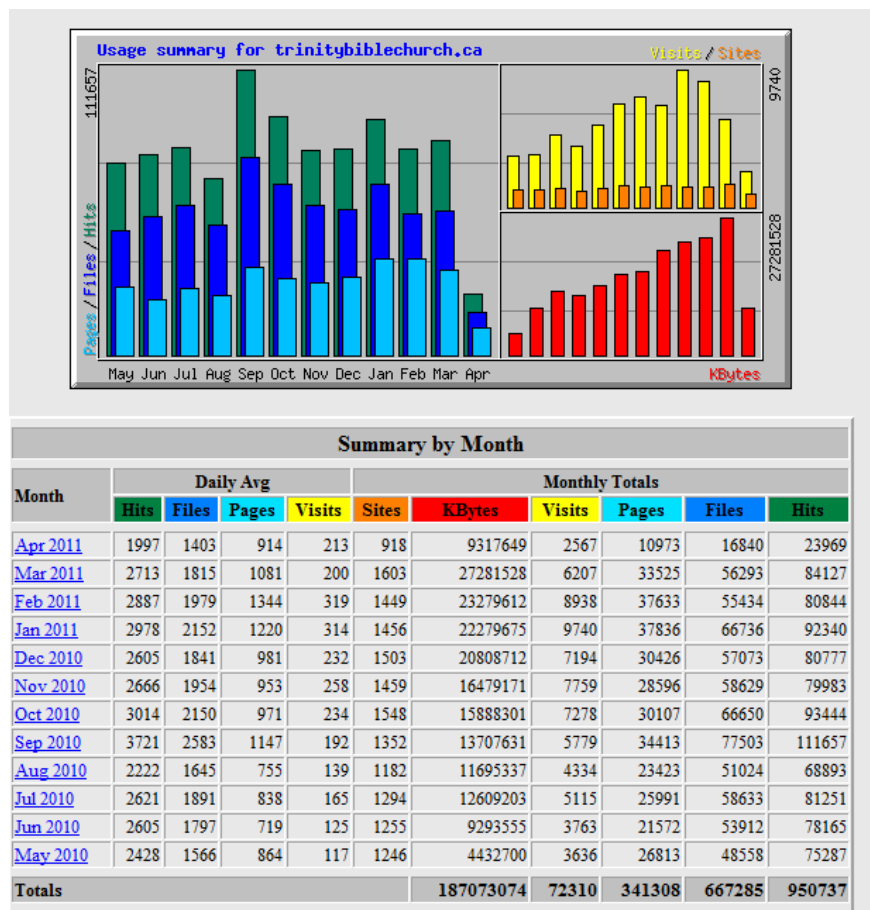 Usage summary for trinitybiblechurch.ca
Visits / Sites
111657
9740
Pages / Files / Hits
27281528
May Jun Jul Aug Sep Oct Nov Dec Jan Feb Mar Apr
KBytes
Summary by Month
Month Daily Avg Monthly Totals
Hits Files Pages Visits Sites KBytes Visits Pages Files Hits
Apr 2011 1997 1403 914 213 918 9317649 2567 10973 16840 23969
Mar 2011 2713 1815 1081 200 1603 27281528 6207 33525 56293 84127
Feb 2011 2887 1979 1344 319 1449 23279612 8938 37633 55434 80844
Jan 2011 2978 2152 1220 314 1456 22279675 9740 37836 66736 92340
Dec 2010 2605 1841 981 232 1503 20808712 7194 30426 57073 80777
Nov 2010 2666 1954 953 258 1459 16479171 7759 28596 58629 79983
Oct 2010 3014 2150 971 234 1548 15888301 7278 30107 66650 93444
Sep 2010 3721 2583 1147 192 1352 13707631 5779 34413 77503 111657
Aug 2010 2222 1645 755 139 1182 11695337 4334 23423 51024 68893
Jul 2010 2621 1891 838 165 1294 12609203 5115 25991 58633 81251
Jun 2010 2605 1797 719 125 1255 9293555 3763 21572 53912 78165
May 2010 2428 1566 864 117 1246 4432700 3636 26813 48558 75287
Totals 187073074 72310 341308 667285 950737